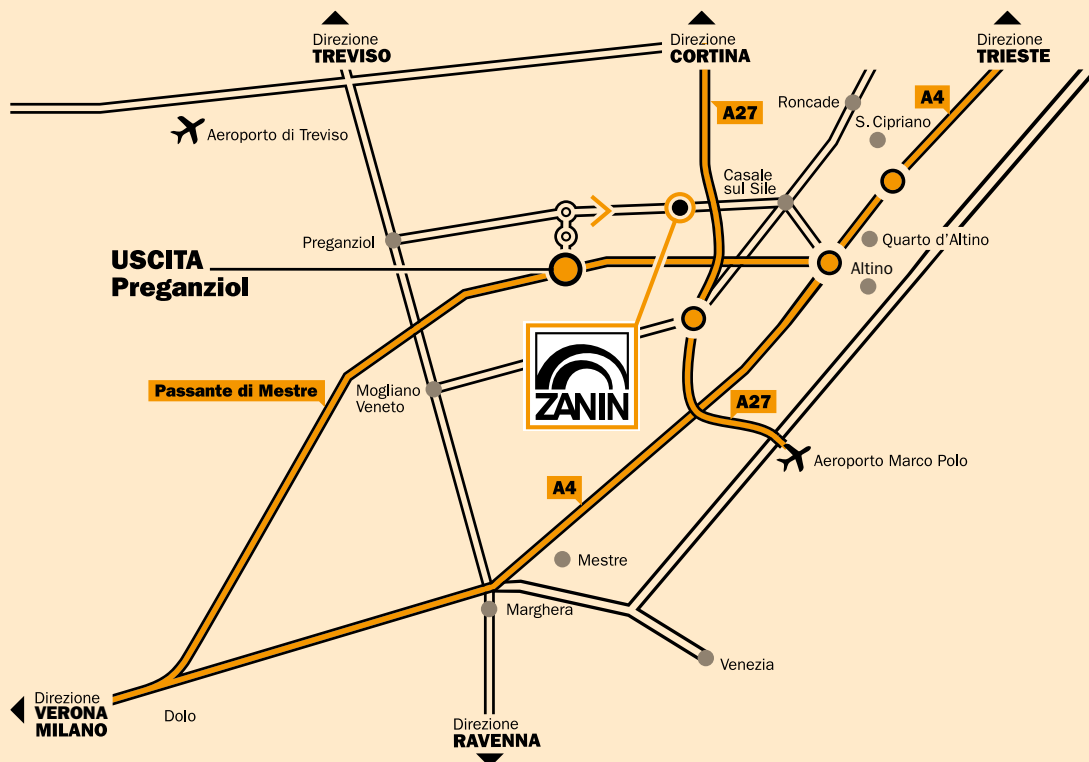 Direzione
TREVISO
Direzione
CORTINA
Direzione
TRIESTE
A27
A4
Roncade
S. Cipriano
Aeroporto di Treviso
Casale
sul Sile
Preganziol
Quarto d'Altino
USCITA
Preganziol
Altino
ZANIN
Passante di Mestre
Mogliano
Veneto
A27
Aeroporto Marco Polo
A4
Mestre
Marghera
Venezia
Direzione
VERONA
MILANO
Dolo
Direzione
RAVENNA